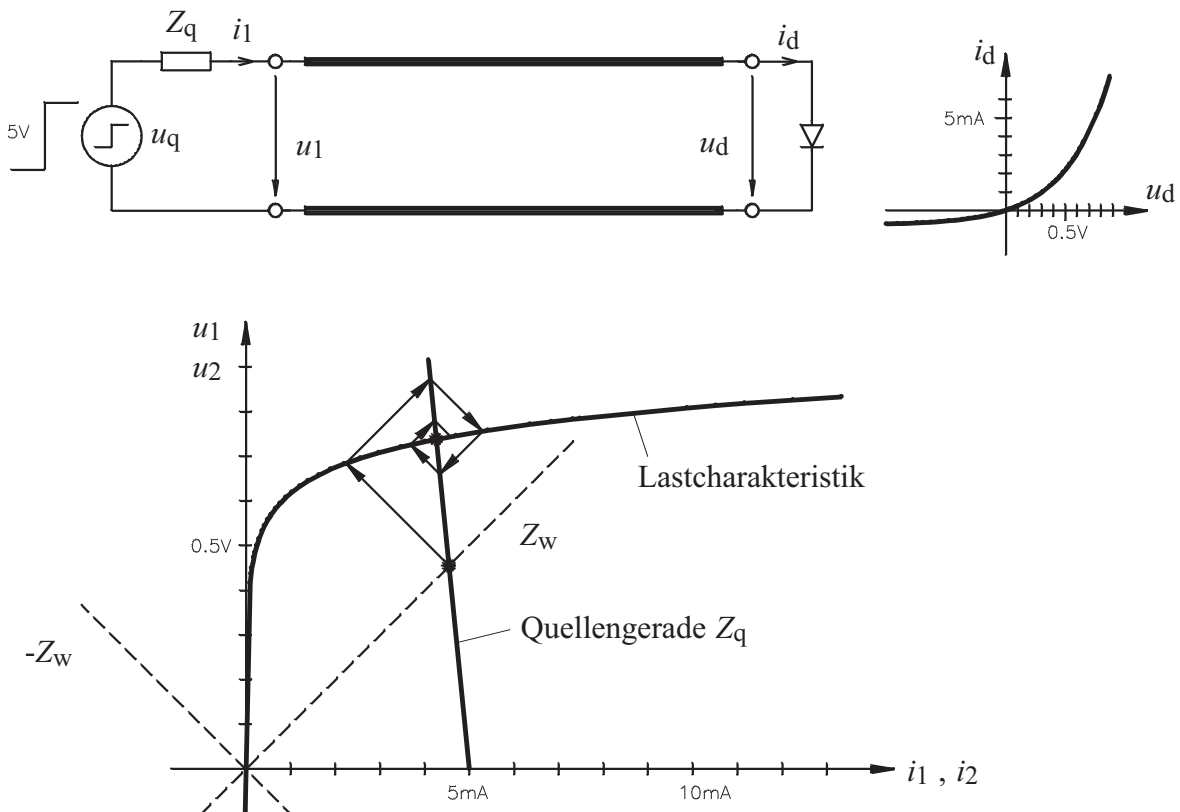 Zq
i1
id
5V
uq
u1
ud
id
5mA
ud
0.5V
u1
u2
Lastcharakteristik
0.5V
Zw
Quellengerade Zq
-Zw
i1 , i2
5mA
10mA